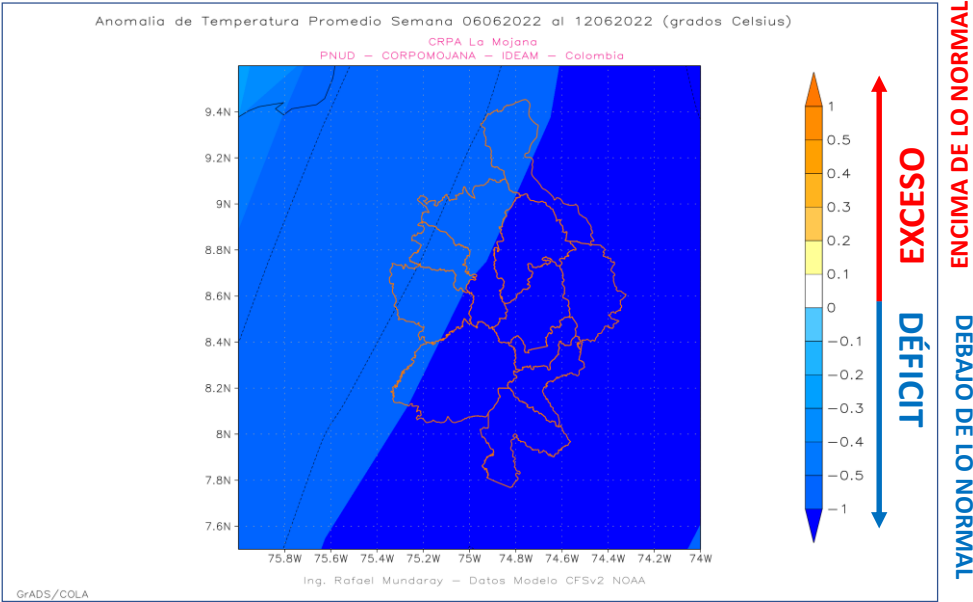 Anomalia de Temperatura Promedio Semana 06062022 al 12062022 (grados Celsius)
CRPA La Mojana
PNUD – CORPOMOJANA – IDEAM – Colombia
9.4N
9.2N
9N
8.8N
8.6N
8.4N
8.2N
8N
7.8N
7.6N
75.8W 75.6W 75.4W 75.2W 75W 74.8W 74.6W 74.4W 74.2W 74W
1
0.5
0.4
0.3
0.2
0.1
0
−0.1
−0.2
−0.3
−0.4
−0.5
−1
EXCESO
DÉFICIT
ENCIMA DE LO NORMAL
DEBAJO DE LO NORMAL
Ing. Rafael Mundaray – Datos Modelo CFSv2 NOAA
GrADS/COLA